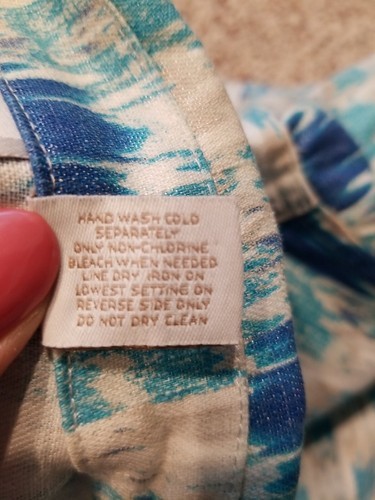 HAND WASH COLD
SEPARATELY
ONLY NON-CHLORINE
BLEACH WHEN NEEDED
LINE DRY IRON ON
LOWEST SETTING ON
REVERSE SIDE ONLY
DO NOT DRY CLEAN